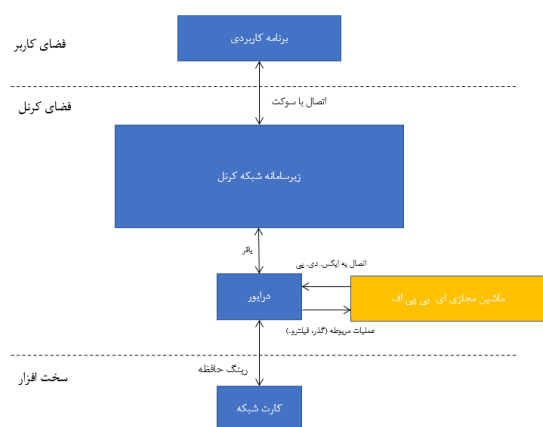 برنامه کاربردی
فضای کاربر
اتصال با سوکت
فضای کرنل
زیرسامانه شبکه کرنل
بافر
اتصال به ایکس. دی. پی
درایور
ماشین مجازی ای بی پی اف
عملیات مربوطه (گذر، فیلترو..)
رینگ حافظه
سخت افزار
کارت شبکه